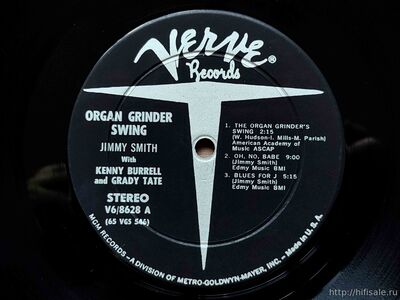 VERVE®
Records
ORGAN GRINDER
SWING
JIMMY SMITH
With
KENNY BURRELL
and GRADY TATE
STEREO
V6/8628 A
(65 VGS 546)
1. THE ORGAN GRINDER'S
SWING 2:15
(W. Hudson-I. Mills-M. Parish)
American Academy of
Music ASCAP
2. OH, NO, BABE 9:00
(Jimmy Smith)
Edmy Music BMI
3. BLUES FOR J 5:15
(Jimmy Smith)
Edmy Music BMI
MGM RECORDS—A DIVISION OF METRO-GOLDWYN-MAYER, INC.—Made in U.S.A.
http://hifisale.ru/